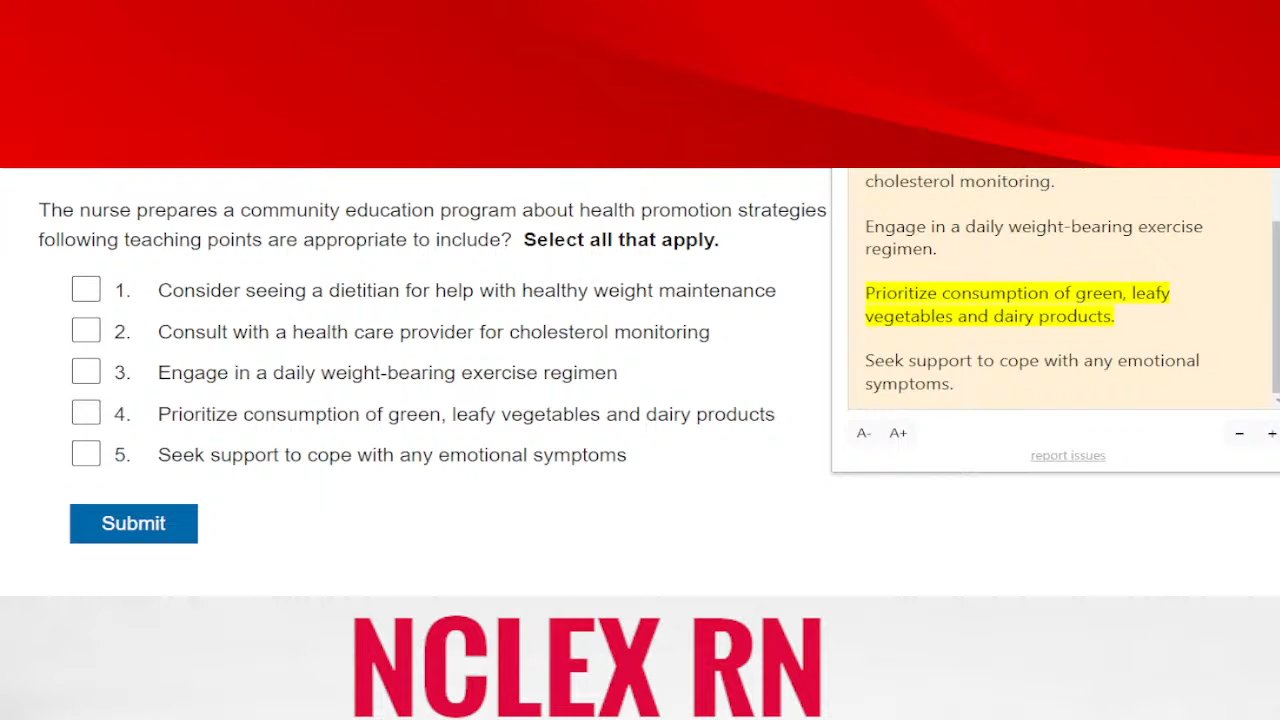 The nurse prepares a community education program about health promotion strategies
following teaching points are appropriate to include? Select all that apply.
1. Consider seeing a dietitian for help with healthy weight maintenance
2. Consult with a health care provider for cholesterol monitoring
3. Engage in a daily weight-bearing exercise regimen
4. Prioritize consumption of green, leafy vegetables and dairy products
5. Seek support to cope with any emotional symptoms
Submit
cholesterol monitoring.
Engage in a daily weight-bearing exercise
regimen.
Prioritize consumption of green, leafy
vegetables and dairy products.
Seek support to cope with any emotional
symptoms.
A- A+ − +
report issues
NCLEX RN